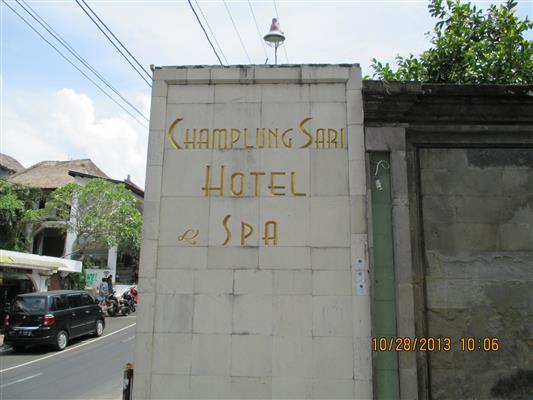 CHAMPLUNG SARI
HOTEL
& SPA
10/28/2013 10:06